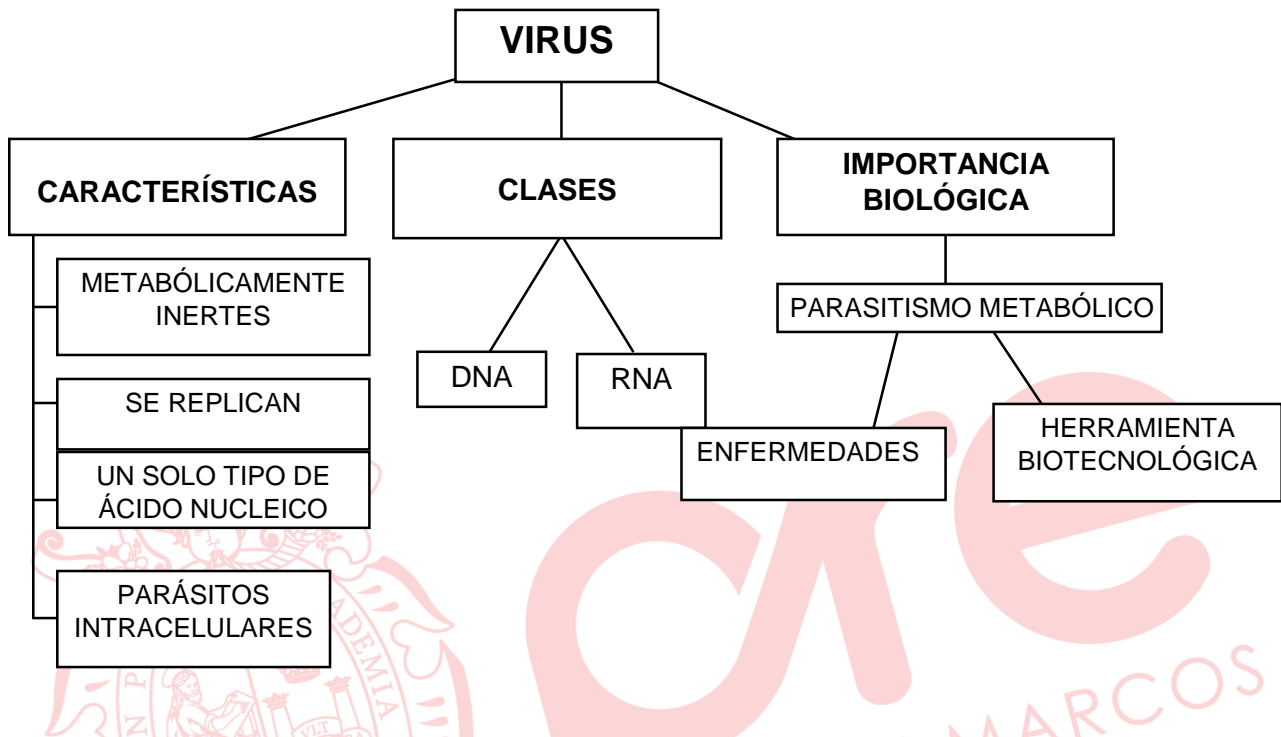 VIRUS
CARACTERÍSTICAS
CLASES
IMPORTANCIA
BIOLÓGICA
METABÓLICAMENTE
INERTES
SE REPLICAN
UN SOLO TIPO DE
ÁCIDO NUCLEICO
PARÁSITOS
INTRACELULARES
DNA
RNA
PARASITISMO METABÓLICO
ENFERMEDADES
HERRAMIENTA
BIOTECNOLÓGICA
cre
MARCOS